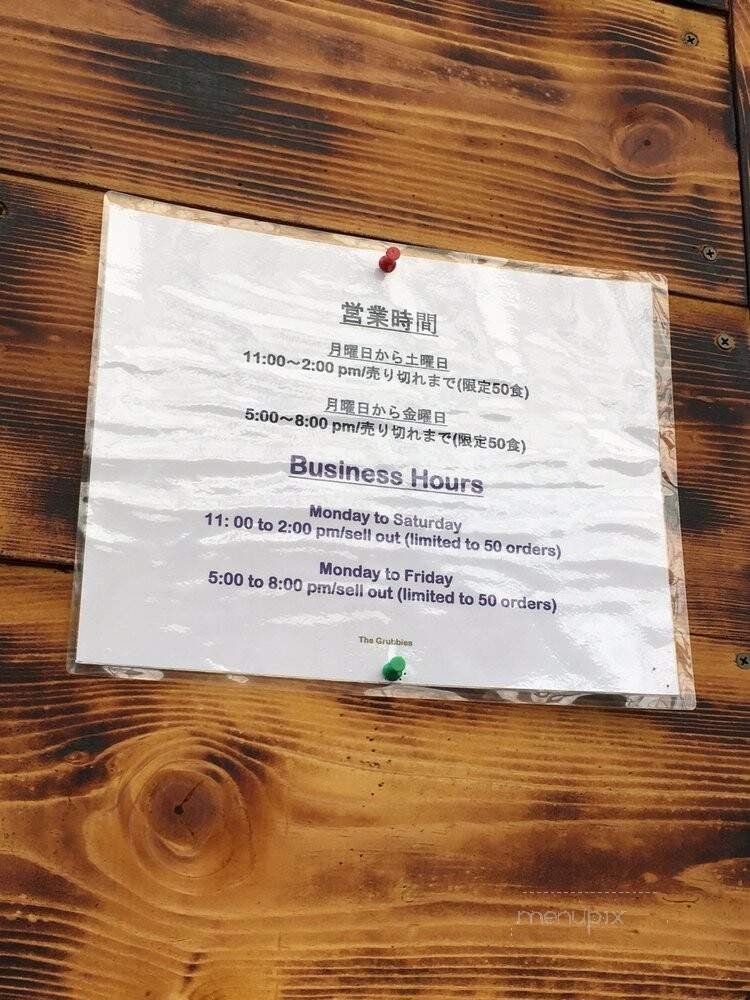 営業時間
月曜日から土曜日
11:00～2:00 pm/売り切れまで(限定50食)
月曜日から金曜日
5:00～8:00 pm/売り切れまで(限定50食)
Business Hours
Monday to Saturday
11: 00 to 2:00 pm/sell out (limited to 50 orders)
Monday to Friday
5:00 to 8:00 pm/sell out (limited to 50 orders)
The Grubbies
menupix